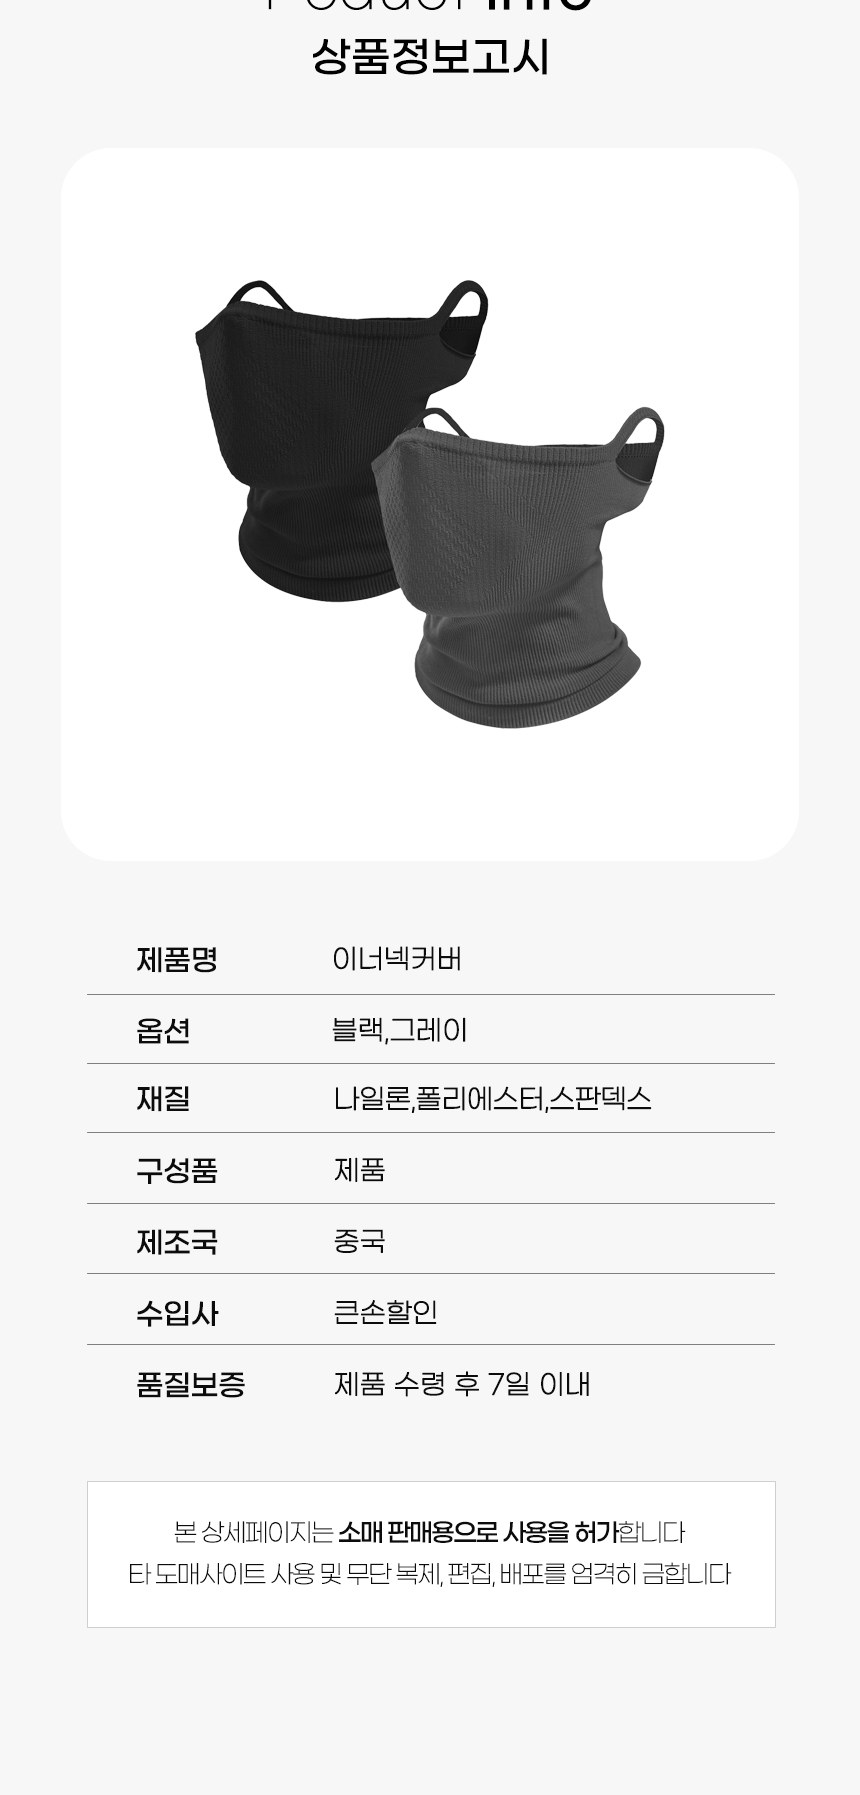 상품정보고시
제품명 이너넥커버
옵션 블랙,그레이
재질 나일론,폴리에스터,스판덱스
구성품 제품
제조국 중국
수입사 큰손할인
품질보증 제품 수령 후 7일 이내
본 상세페이지는 소매 판매용으로 사용을 허가합니다
타 도매사이트 사용 및 무단 복제, 편집, 배포를 엄격히 금합니다